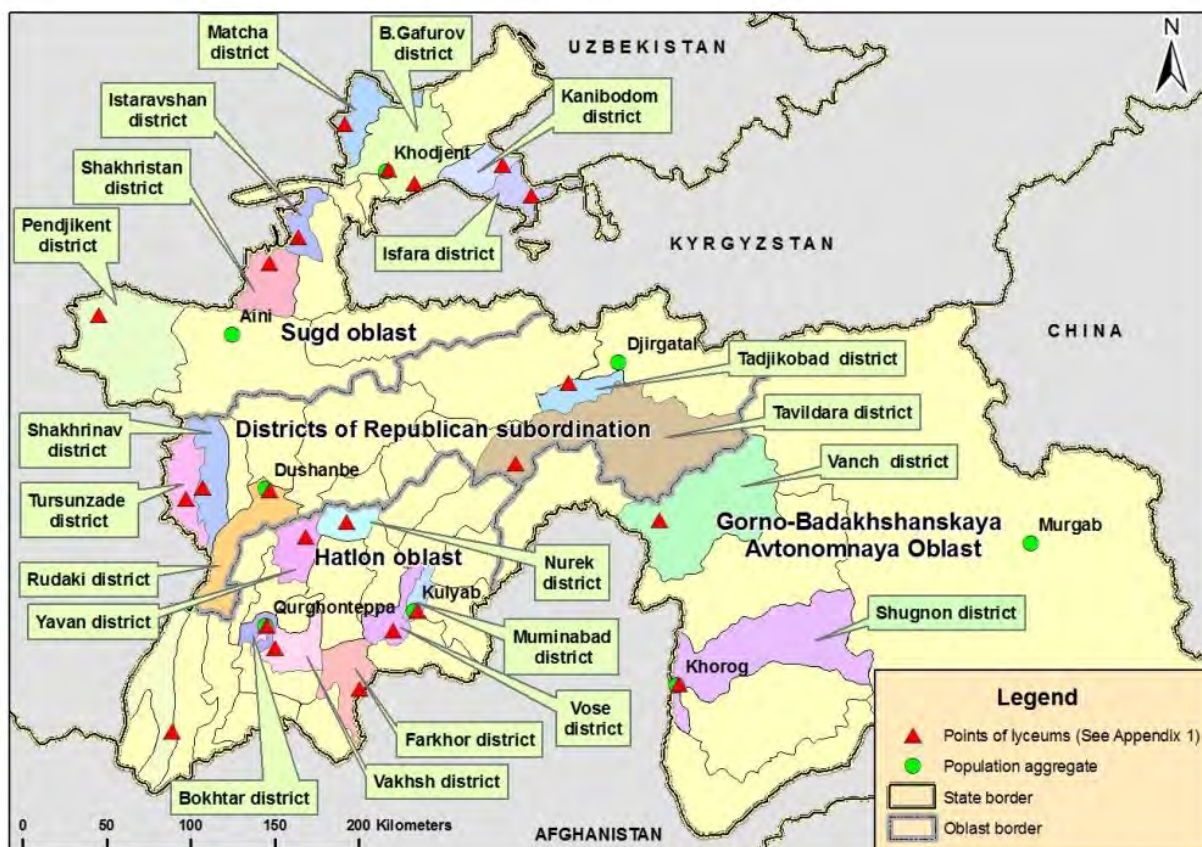 Matcha
district
B.Gafurov
district
UZBEKISTAN
N
Istaravshan
district
Kanibodom
district
Khodjent
Shakhristan
district
Pendjikent
district
Isfara district
KYRGYZSTAN
Aini
Sugd oblast
CHINA
Djirgatal
Tadjikobad district
Shakhrinav
district
Districts of Republican subordination
Tavildara district
Dushanbe
Vanch district
Tursunzade
district
Gorno-Badakhshanskaya
Avtonomnaya Oblast
Murgab
Hatlon oblast
Nurek
district
Rudaki district
Yavan district
Qurghonteppa
Kulyab
Shugnon district
Muminabad
district
Khorog
Vose
district
Farkhor district
Vakhsh district
Bokhtar district
Legend
Points of lyceums (See Appendix 1)
Population aggregate
State border
Oblast border
0 50 100 150 200 Kilometers
AFGHANISTAN